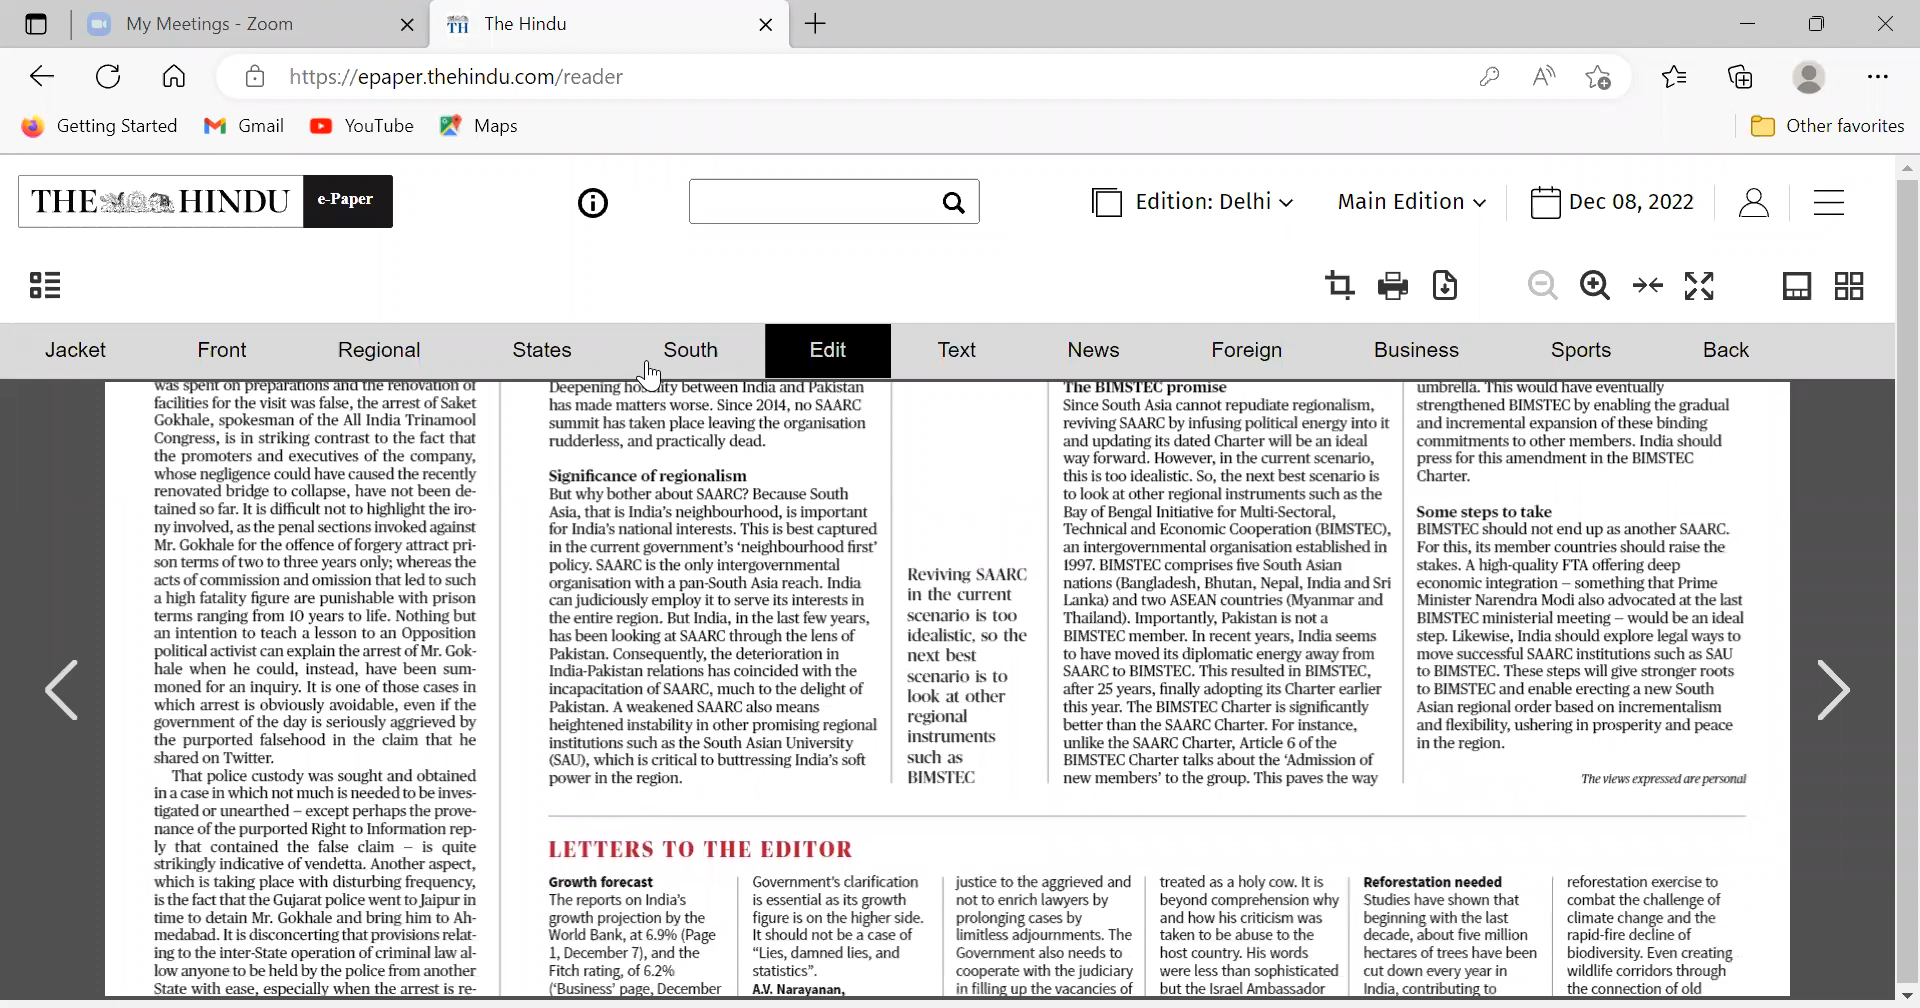 My Meetings - Zoom
The Hindu
https://epaper.thehindu.com/reader
Getting Started
Gmail
YouTube
Maps
Other favorites
THE HINDU e-Paper
Edition: Delhi
Main Edition
Dec 08, 2022
Jacket
Front
Regional
States
South
Edit
Text
News
Foreign
Business
Sports
Back
was spent on preparations and the renovation of
facilities for the visit was false, the arrest of Saket
Gokhale, spokesman of the All India Trinamool
Congress, is in striking contrast to the fact that
the promoters and executives of the company,
whose negligence could have caused the recently
renovated bridge to collapse, have not been de-
tained so far. It is difficult not to highlight the iro-
ny involved, as the penal sections invoked against
Mr. Gokhale for the offence of forgery attract pri-
son terms of two to three years only; whereas the
acts of commission and omission that led to such
a high fatality figure are punishable with prison
terms ranging from 10 years to life. Nothing but
an intention to teach a lesson to an Opposition
political activist can explain the arrest of Mr. Gok-
hale when he could, instead, have been sum-
moned for an inquiry. It is one of those cases in
which arrest is obviously avoidable, even if the
government of the day is seriously aggrieved by
the purported falsehood in the claim that he
shared on Twitter.
That police custody was sought and obtained
in a case in which not much is needed to be inves-
tigated or unearthed – except perhaps the prove-
nance of the purported Right to Information rep-
ly that contained the false claim – is quite
strikingly indicative of vendetta. Another aspect,
which is taking place with disturbing frequency,
is the fact that the Gujarat police went to Jaipur in
time to detain Mr. Gokhale and bring him to Ah-
medabad. It is disconcerting that provisions relat-
ing to the inter-State operation of criminal law al-
low anyone to be held by the police from another
State with ease, especially when the arrest is re-
Deepening between India and Pakistan
has made matters worse. Since 2014, no SAARC
summit has taken place leaving the organisation
rudderless, and practically dead.
Significance of regionalism
But why bother about SAARC? Because South
Asia, that is India's neighbourhood, is important
for India's national interests. This is best captured
in the current government's 'neighbourhood first'
policy. SAARC is the only intergovernmental
organisation with a pan-South Asia reach. India
can judiciously employ it to serve its interests in
the entire region. But India, in the last few years,
has been looking at SAARC through the lens of
Pakistan. Consequently, the deterioration in
India-Pakistan relations has coincided with the
incapacitation of SAARC, much to the delight of
Pakistan. A weakened SAARC also means
heightened instability in other promising regional
institutions such as the South Asian University
(SAU), which is critical to buttressing India's soft
power in the region.
Reviving SAARC
in the current
scenario is too
idealistic, so the
next best
scenario is to
look at other
regional
instruments
such as
BIMSTEC
The BIMSTEC promise
Since South Asia cannot repudiate regionalism,
reviving SAARC by infusing political energy into it
and updating its dated Charter will be an ideal
way forward. However, in the current scenario,
this is too idealistic. So, the next best scenario is
to look at other regional instruments such as the
Bay of Bengal Initiative for Multi-Sectoral,
Technical and Economic Cooperation (BIMSTEC),
an intergovernmental organisation established in
1997. BIMSTEC comprises five South Asian
nations (Bangladesh, Bhutan, Nepal, India and Sri
Lanka) and two ASEAN countries (Myanmar and
Thailand). Importantly, Pakistan is not a
BIMSTEC member. In recent years, India seems
to have moved its diplomatic energy away from
SAARC to BIMSTEC. This resulted in BIMSTEC,
after 25 years, finally adopting its Charter earlier
this year. The BIMSTEC Charter is significantly
better than the SAARC Charter. For instance,
unlike the SAARC Charter, Article 6 of the
BIMSTEC Charter talks about the 'Admission of
new members' to the group. This paves the way
umbrella. This would have eventually
strengthened BIMSTEC by enabling the gradual
and incremental expansion of these binding
commitments to other members. India should
press for this amendment in the BIMSTEC
Charter.
Some steps to take
BIMSTEC should not end up as another SAARC.
For this, its member countries should raise the
stakes. A high-quality FTA offering deep
economic integration – something that Prime
Minister Narendra Modi also advocated at the last
BIMSTEC ministerial meeting – would be an ideal
step. Likewise, India should explore legal ways to
move successful SAARC institutions such as SAU
to BIMSTEC. These steps will give stronger roots
to BIMSTEC and enable erecting a new South
Asian regional order based on incrementalism
and flexibility, ushering in prosperity and peace
in the region.
The views expressed are personal
LETTERS TO THE EDITOR
Growth forecast
The reports on India's
growth projection by the
World Bank, at 6.9% (Page
1, December 7), and the
Fitch rating, of 6.2%
('Business' page, December
Government's clarification
is essential as its growth
figure is on the higher side.
It should not be a case of
"Lies, damned lies, and
statistics".
A.V. Narayanan,
justice to the aggrieved and
not to enrich lawyers by
prolonging cases by
limitless adjournments. The
Government also needs to
cooperate with the judiciary
in filling up the vacancies of
treated as a holy cow. It is
beyond comprehension why
and how his criticism was
taken to be abuse to the
host country. His words
were less than sophisticated
but the Israel Ambassador
Reforestation needed
Studies have shown that
beginning with the last
decade, about five million
hectares of trees have been
cut down every year in
India, contributing to
reforestation exercise to
combat the challenge of
climate change and the
rapid-fire decline of
biodiversity. Even creating
wildlife corridors through
the connection of old